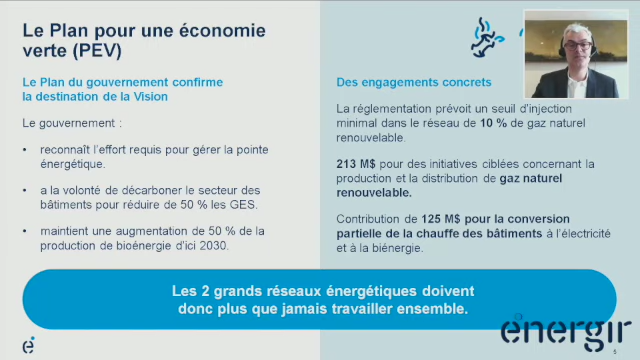 Le Plan pour une économie
verte (PEV)
Le Plan du gouvernement confirme
la destination de la Vision
Le gouvernement :
• reconnaît l'effort requis pour gérer la pointe
énergétique.
• a la volonté de décarboner le secteur des
bâtiments pour réduire de 50 % les GES.
• maintient une augmentation de 50 % de la
production de bioénergie d'ici 2030.
Des engagements concrets
La réglementation prévoit un seuil d'injection
minimal dans le réseau de 10 % de gaz naturel
renouvelable.
213 M$ pour des initiatives ciblées concernant la
production et la distribution de gaz naturel
renouvelable.
Contribution de 125 M$ pour la conversion
partielle de la chauffe des bâtiments à l'électricité
et à la biénergie.
Les 2 grands réseaux énergétiques doivent
donc plus que jamais travailler ensemble.
énergir
5